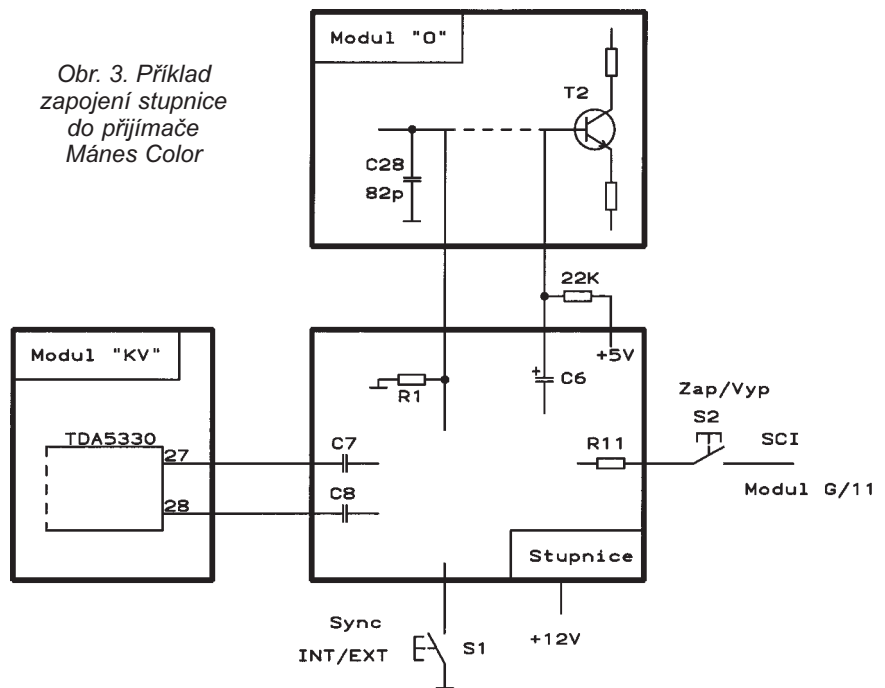 Obr. 3. Příklad
zapojení stupnice
do přijímače
Mánes Color
Modul "O"
T2
C28
82p
22K
+5V
Modul "KV"
TDA5330
27
28
C7
C8
R1
C6
R11
Zap/Vyp
S2
SCI
Modul G/11
Stupnice
Sync
INT/EXT
S1
+12V
+